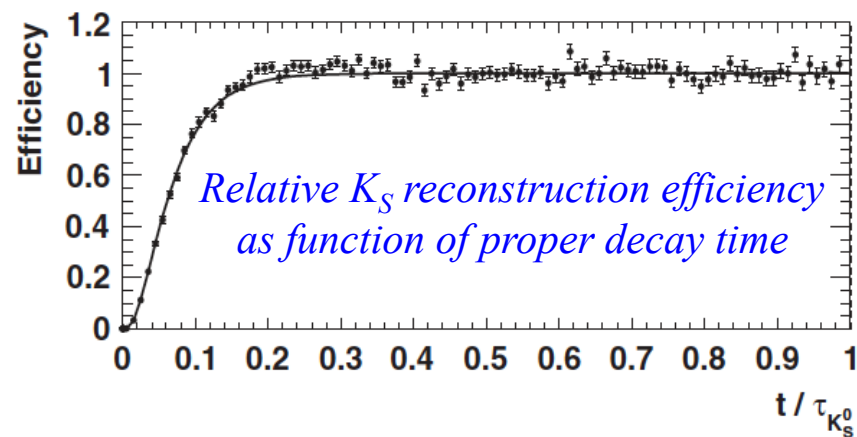 Efficiency
1.2
1
0.8
0.6
0.4
0.2
0
Relative K_S reconstruction efficiency
as function of proper decay time
0 0.1 0.2 0.3 0.4 0.5 0.6 0.7 0.8 0.9 1
t / τ_{K_S^0}